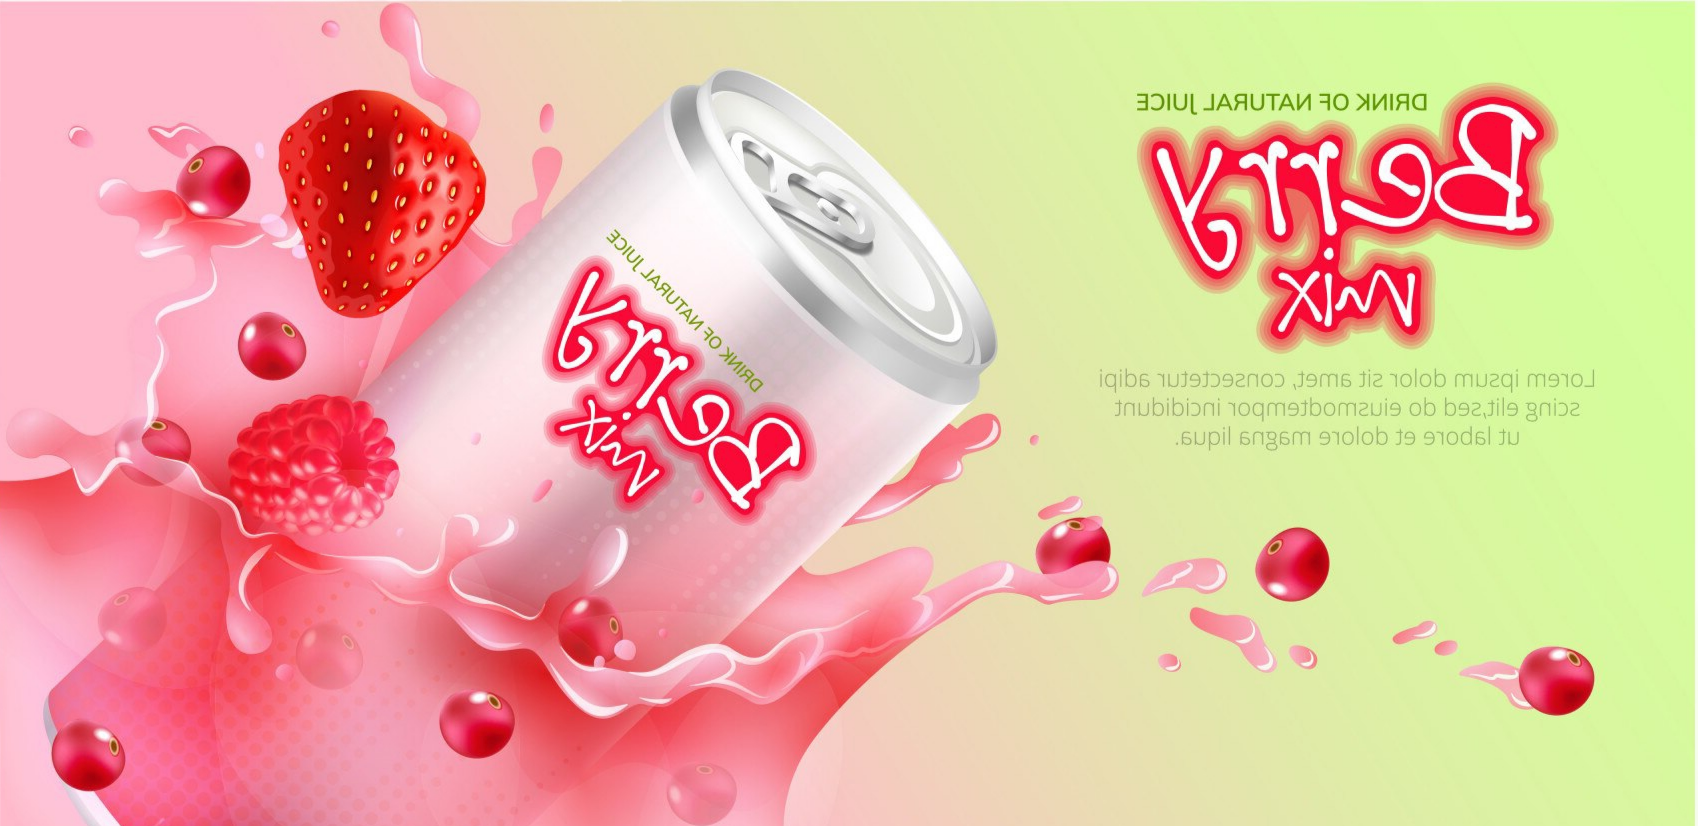 DRINK OF NATURAL JUICE
Berry
Mix
Lorem ipsum dolor sit amet, consectetur adipi
scing elit,sed do eiusmodtempor incididunt
ut labore et dolore magna liqua.
DRINK OF NATURAL JUICE
Berry
Mix